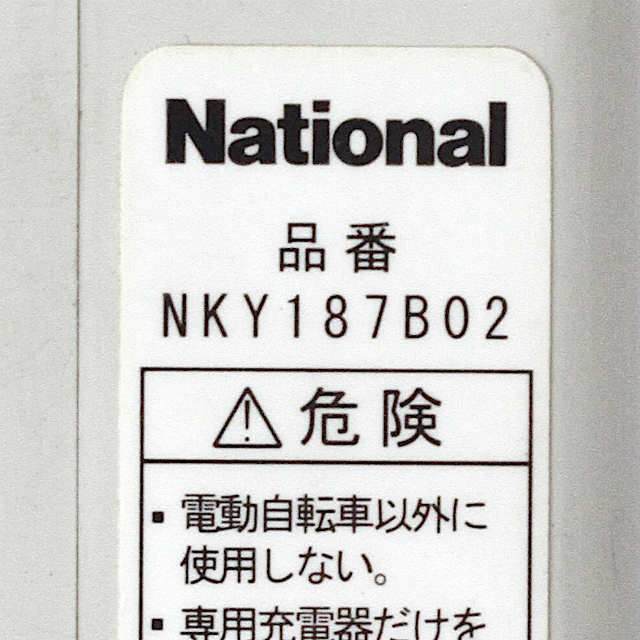 National
品番
NKY187B02
危険
▪ 電動自転車以外に
使用しない。
▪ 専用充電器だけを